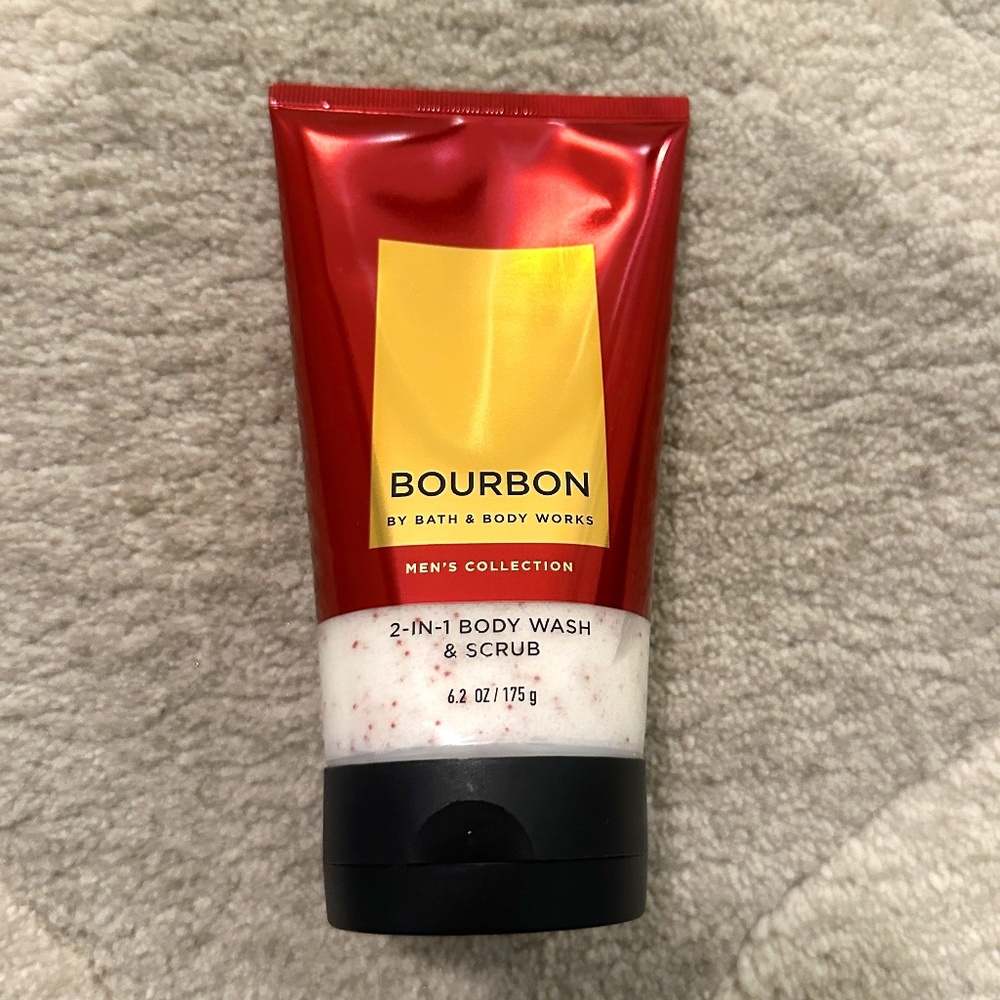 BOURBON
BY BATH & BODY WORKS
MEN'S COLLECTION
2-IN-1 BODY WASH
& SCRUB
6.2 OZ / 175 g